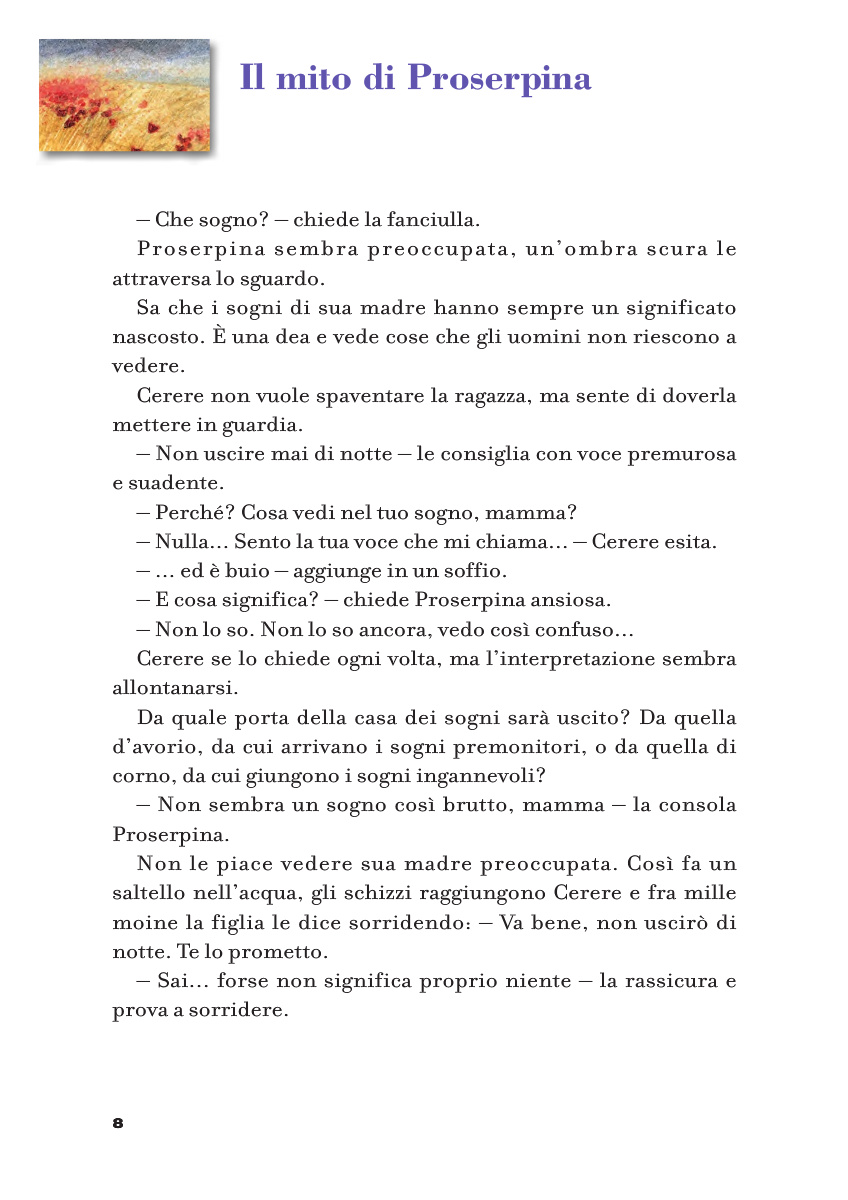 Il mito di Proserpina
– Che sogno? – chiede la fanciulla.
Proserpina sembra preoccupata, un’ombra scura le
attraversa lo sguardo.
Sa che i sogni di sua madre hanno sempre un significato
nascosto. È una dea e vede cose che gli uomini non riescono a
vedere.
Cerere non vuole spaventare la ragazza, ma sente di doverla
mettere in guardia.
– Non uscire mai di notte – le consiglia con voce premurosa
e suadente.
– Perché? Cosa vedi nel tuo sogno, mamma?
– Nulla… Sento la tua voce che mi chiama… – Cerere esita.
– … ed è buio – aggiunge in un soffio.
– E cosa significa? – chiede Proserpina ansiosa.
– Non lo so. Non lo so ancora, vedo così confuso…
Cerere se lo chiede ogni volta, ma l’interpretazione sembra
allontanarsi.
Da quale porta della casa dei sogni sarà uscito? Da quella
d’avorio, da cui arrivano i sogni premonitori, o da quella di
corno, da cui giungono i sogni ingannevoli?
– Non sembra un sogno così brutto, mamma – la consola
Proserpina.
Non le piace vedere sua madre preoccupata. Così fa un
saltello nell’acqua, gli schizzi raggiungono Cerere e fra mille
moine la figlia le dice sorridendo: – Va bene, non uscirò di
notte. Te lo prometto.
– Sai… forse non significa proprio niente – la rassicura e
prova a sorridere.
8